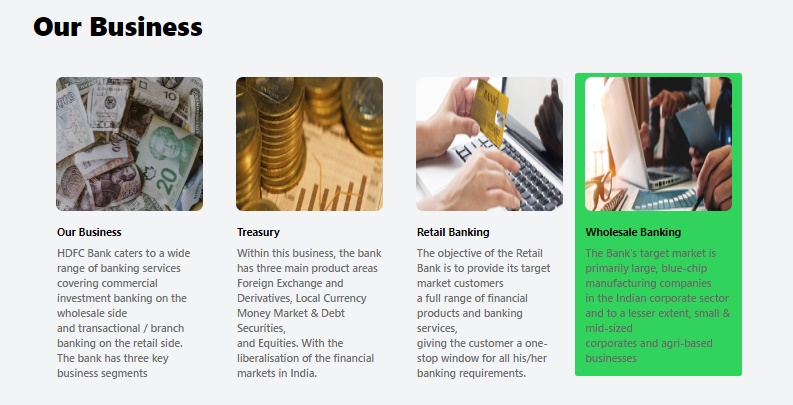 Our Business
Our Business
HDFC Bank caters to a wide
range of banking services
covering commercial
investment banking on the
wholesale side
and transactional / branch
banking on the retail side.
The bank has three key
business segments
Treasury
Within this business, the bank
has three main product areas
Foreign Exchange and
Derivatives, Local Currency
Money Market & Debt
Securities,
and Equities. With the
liberalisation of the financial
markets in India.
Retail Banking
The objective of the Retail
Bank is to provide its target
market customers
a full range of financial
products and banking
services,
giving the customer a one-
stop window for all his/her
banking requirements.
Wholesale Banking
The Bank's target market is
primarily large, blue-chip
manufacturing companies
in the Indian corporate sector
and to a lesser extent, small &
mid-sized
corporates and agri-based
businesses